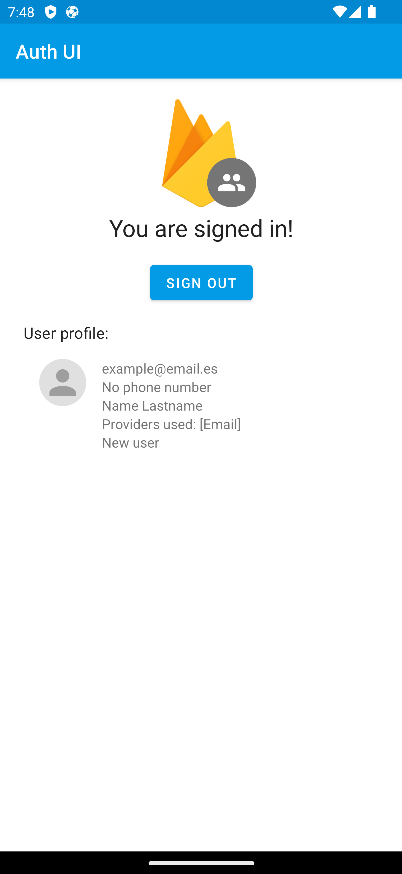 7:48
Auth UI
You are signed in!
SIGN OUT
User profile:
example@email.es
No phone number
Name Lastname
Providers used: [Email]
New user